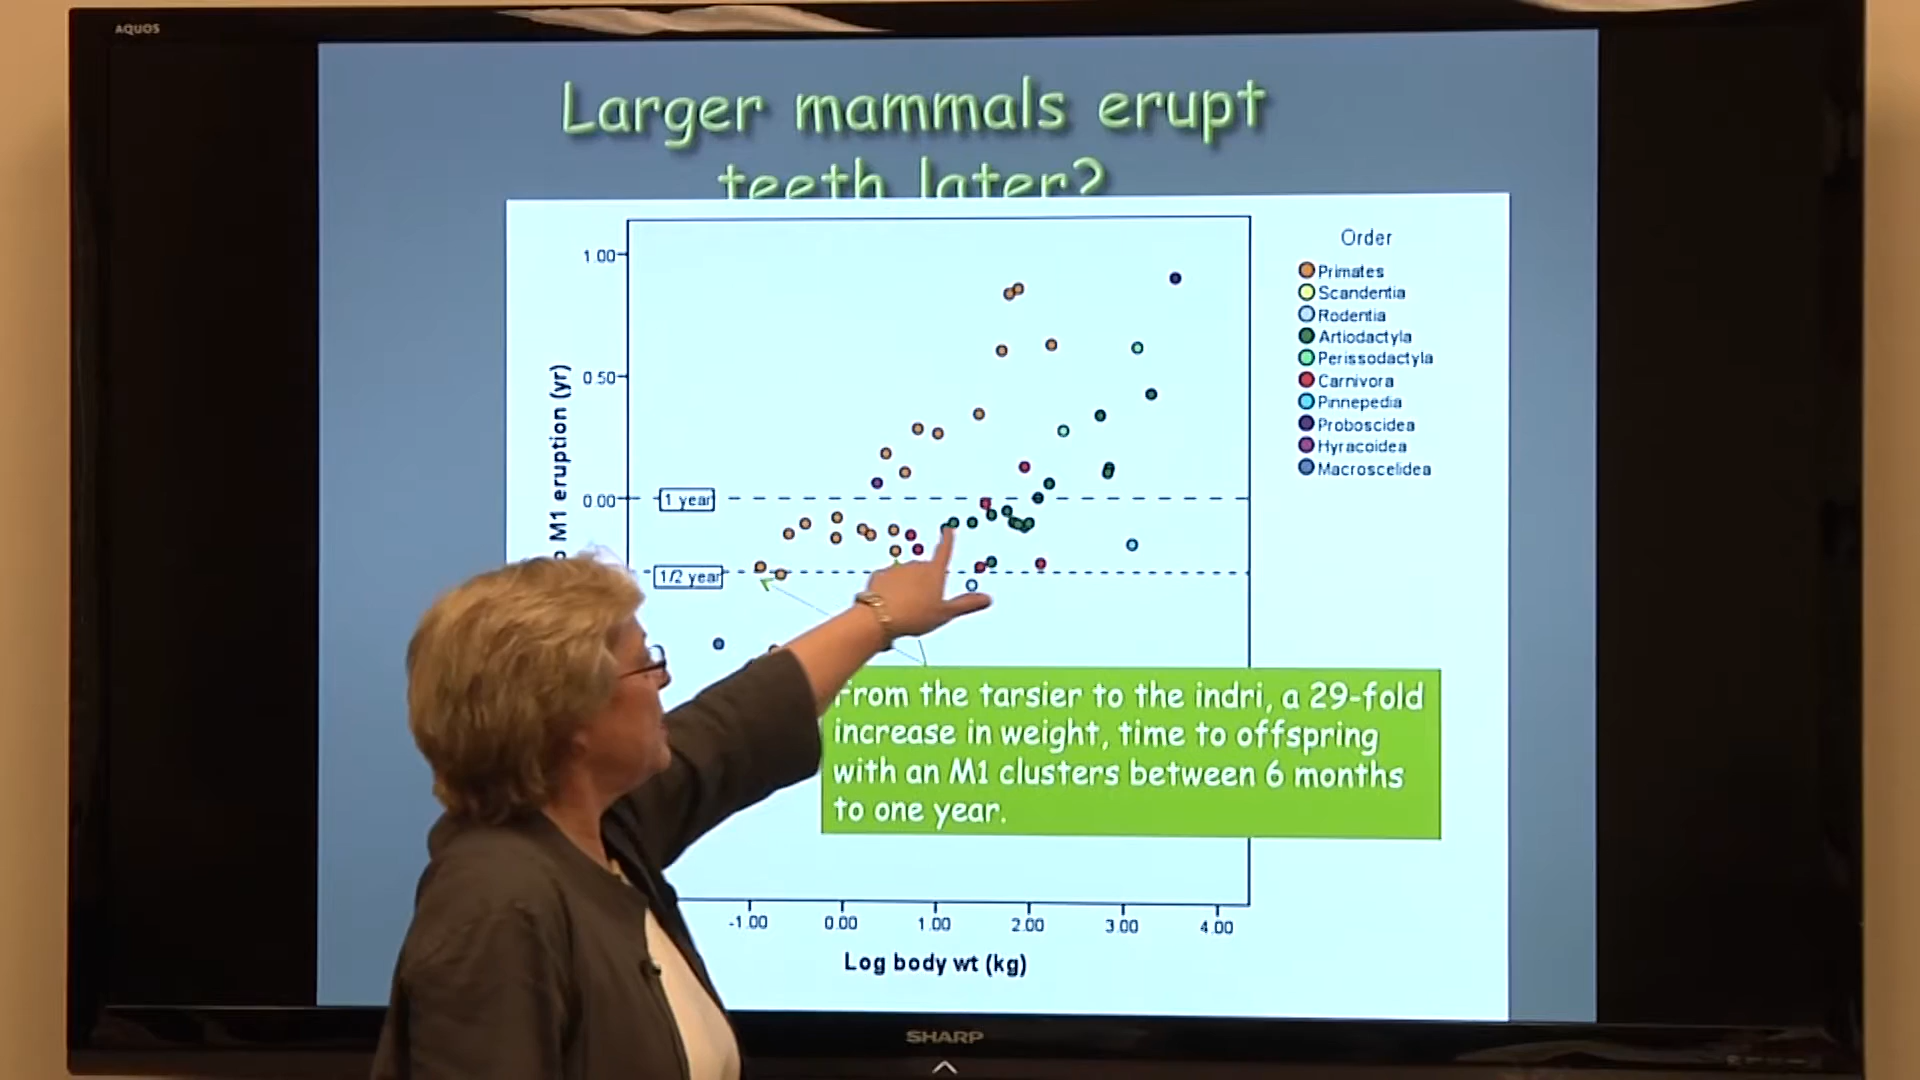 AQUOS
Larger mammals erupt
teeth later?
Order
Primates
Scandentia
Rodentia
Artiodactyla
Perissodactyla
Carnivora
Pinnepedia
Proboscidea
Hyracoidea
Macroscelidea
1.00
0.50
0.00
M1 eruption (yr)
1 year
1/2 year
From the tarsier to the indri, a 29-fold
increase in weight, time to offspring
with an M1 clusters between 6 months
to one year.
-1.00 0.00 1.00 2.00 3.00 4.00
Log body wt (kg)
SHARP